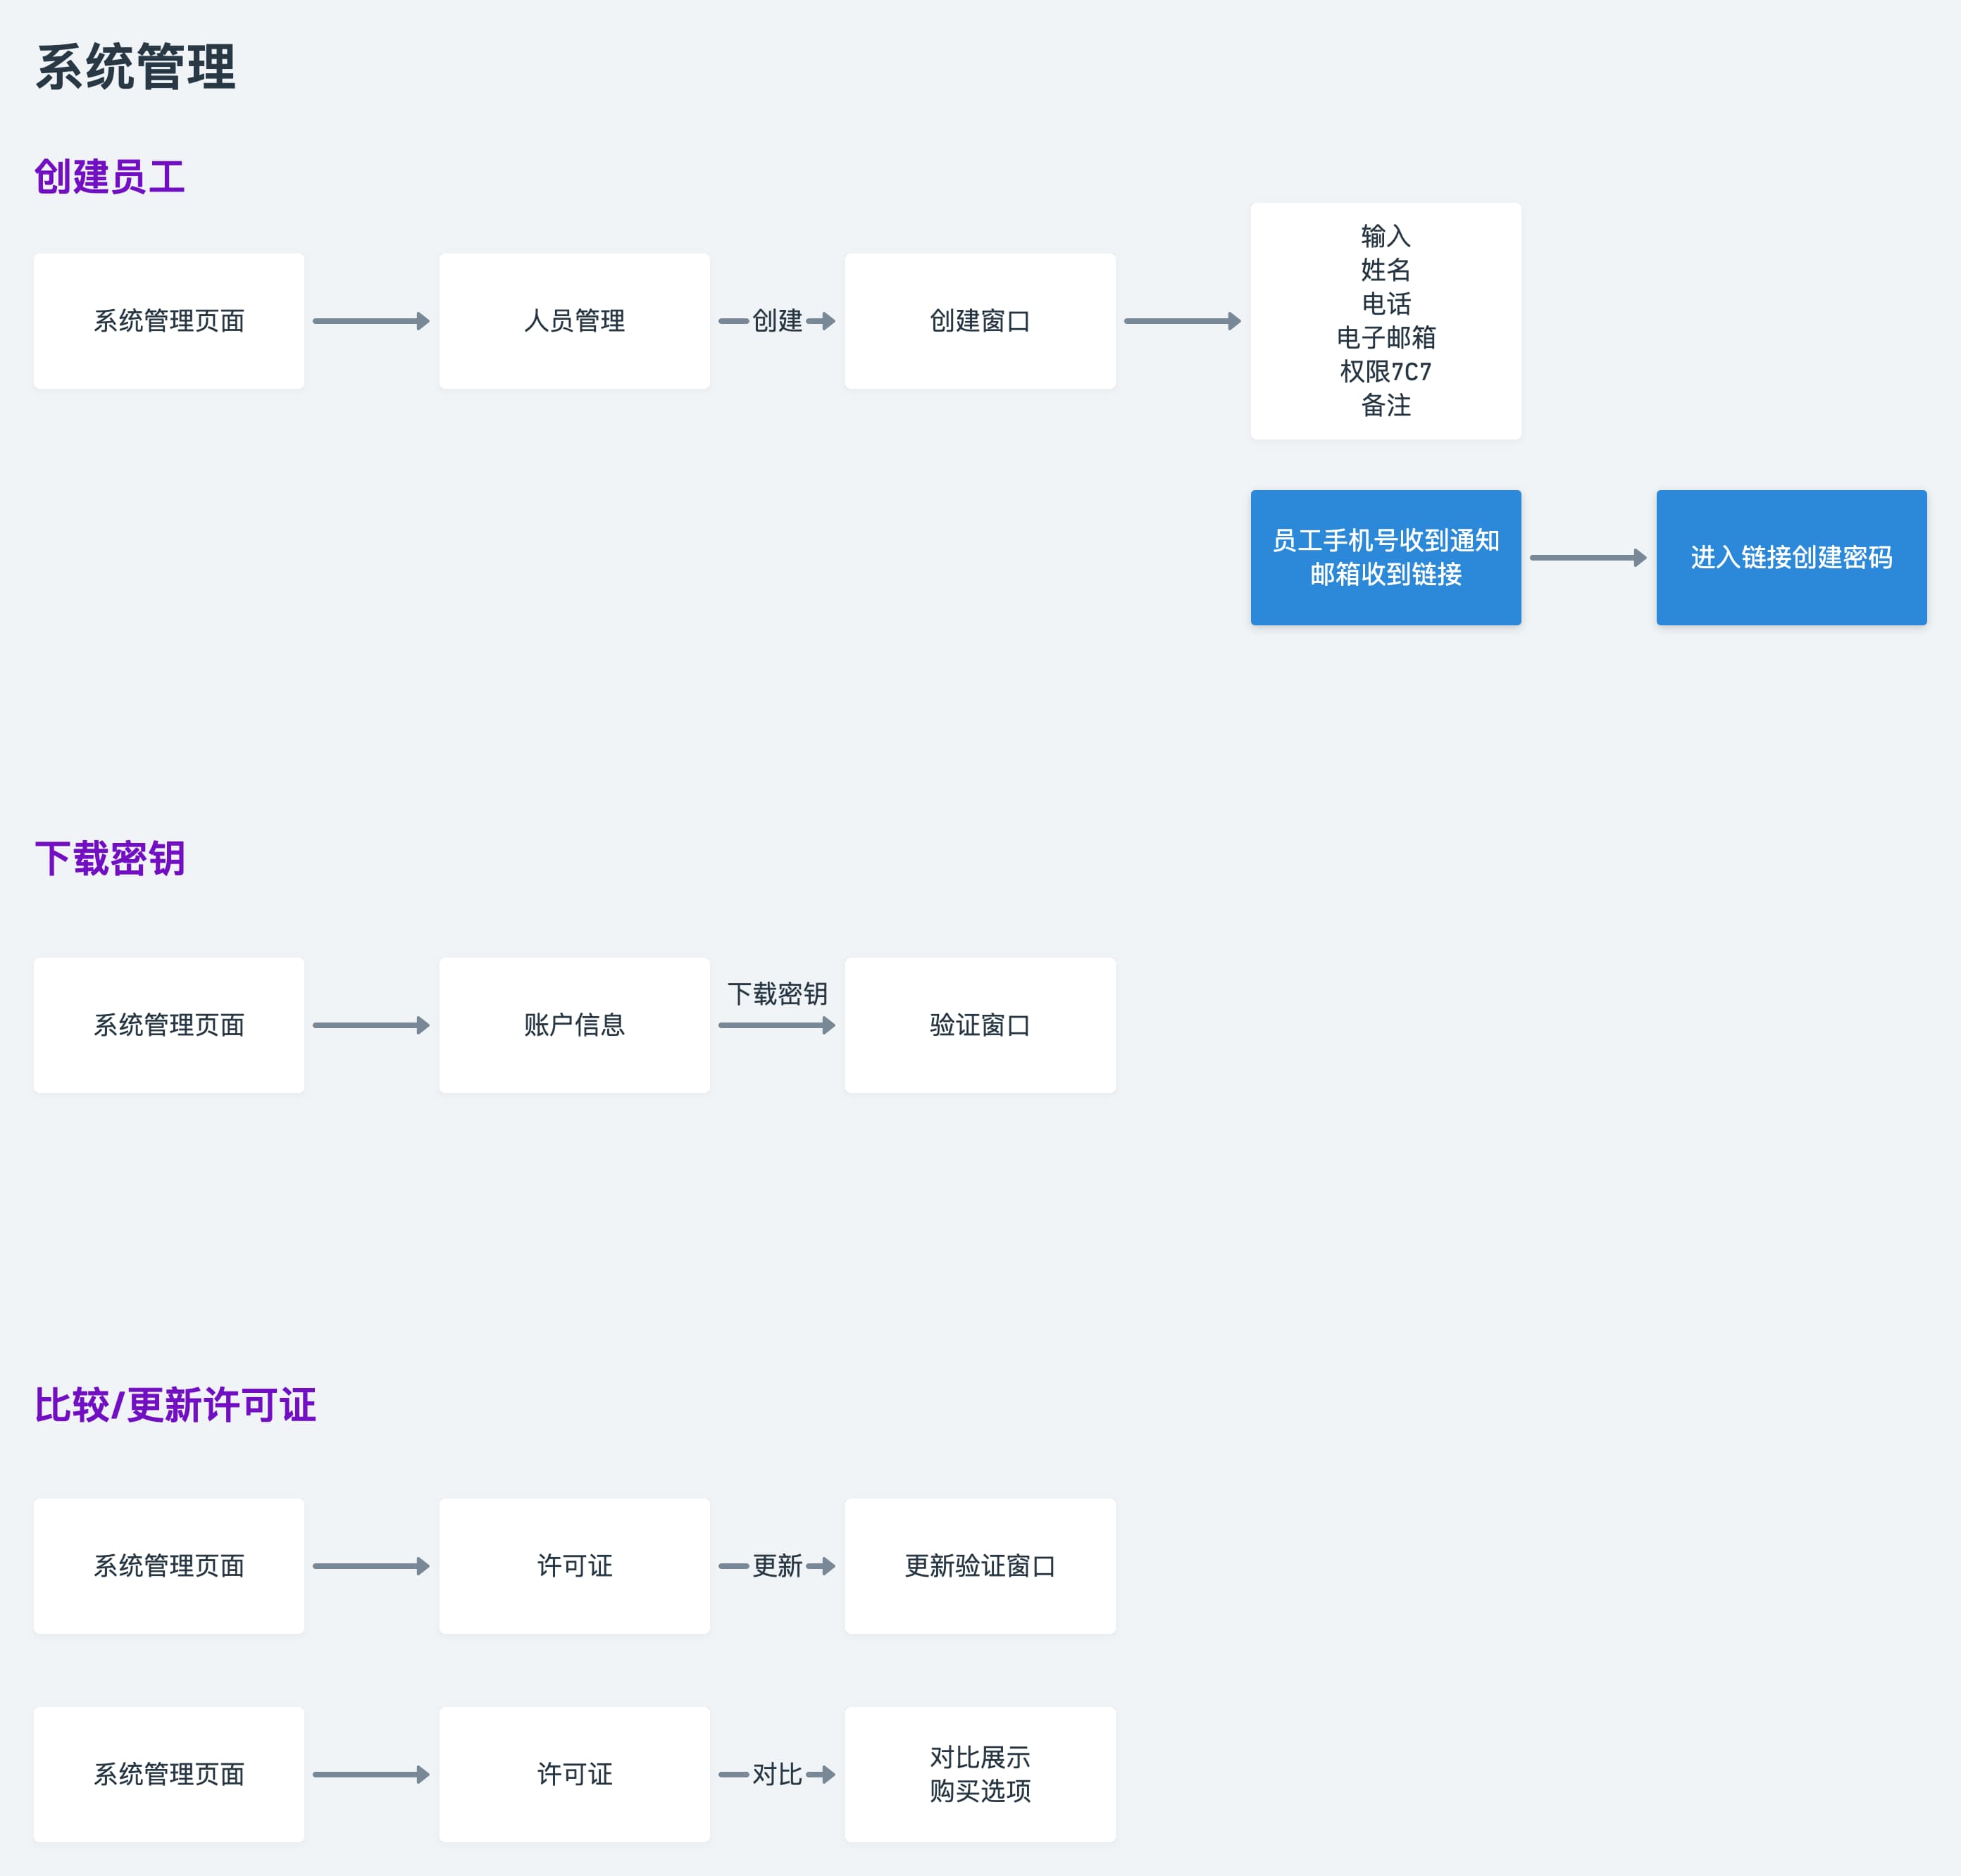 系统管理
创建员工
系统管理页面
人员管理
创建
创建窗口
输入
姓名
电话
电子邮箱
权限7C7
备注
员工手机号收到通知
邮箱收到链接
进入链接创建密码
下载密钥
系统管理页面
账户信息
下载密钥
验证窗口
比较/更新许可证
系统管理页面
许可证
更新
更新验证窗口
系统管理页面
许可证
对比
对比展示
购买选项